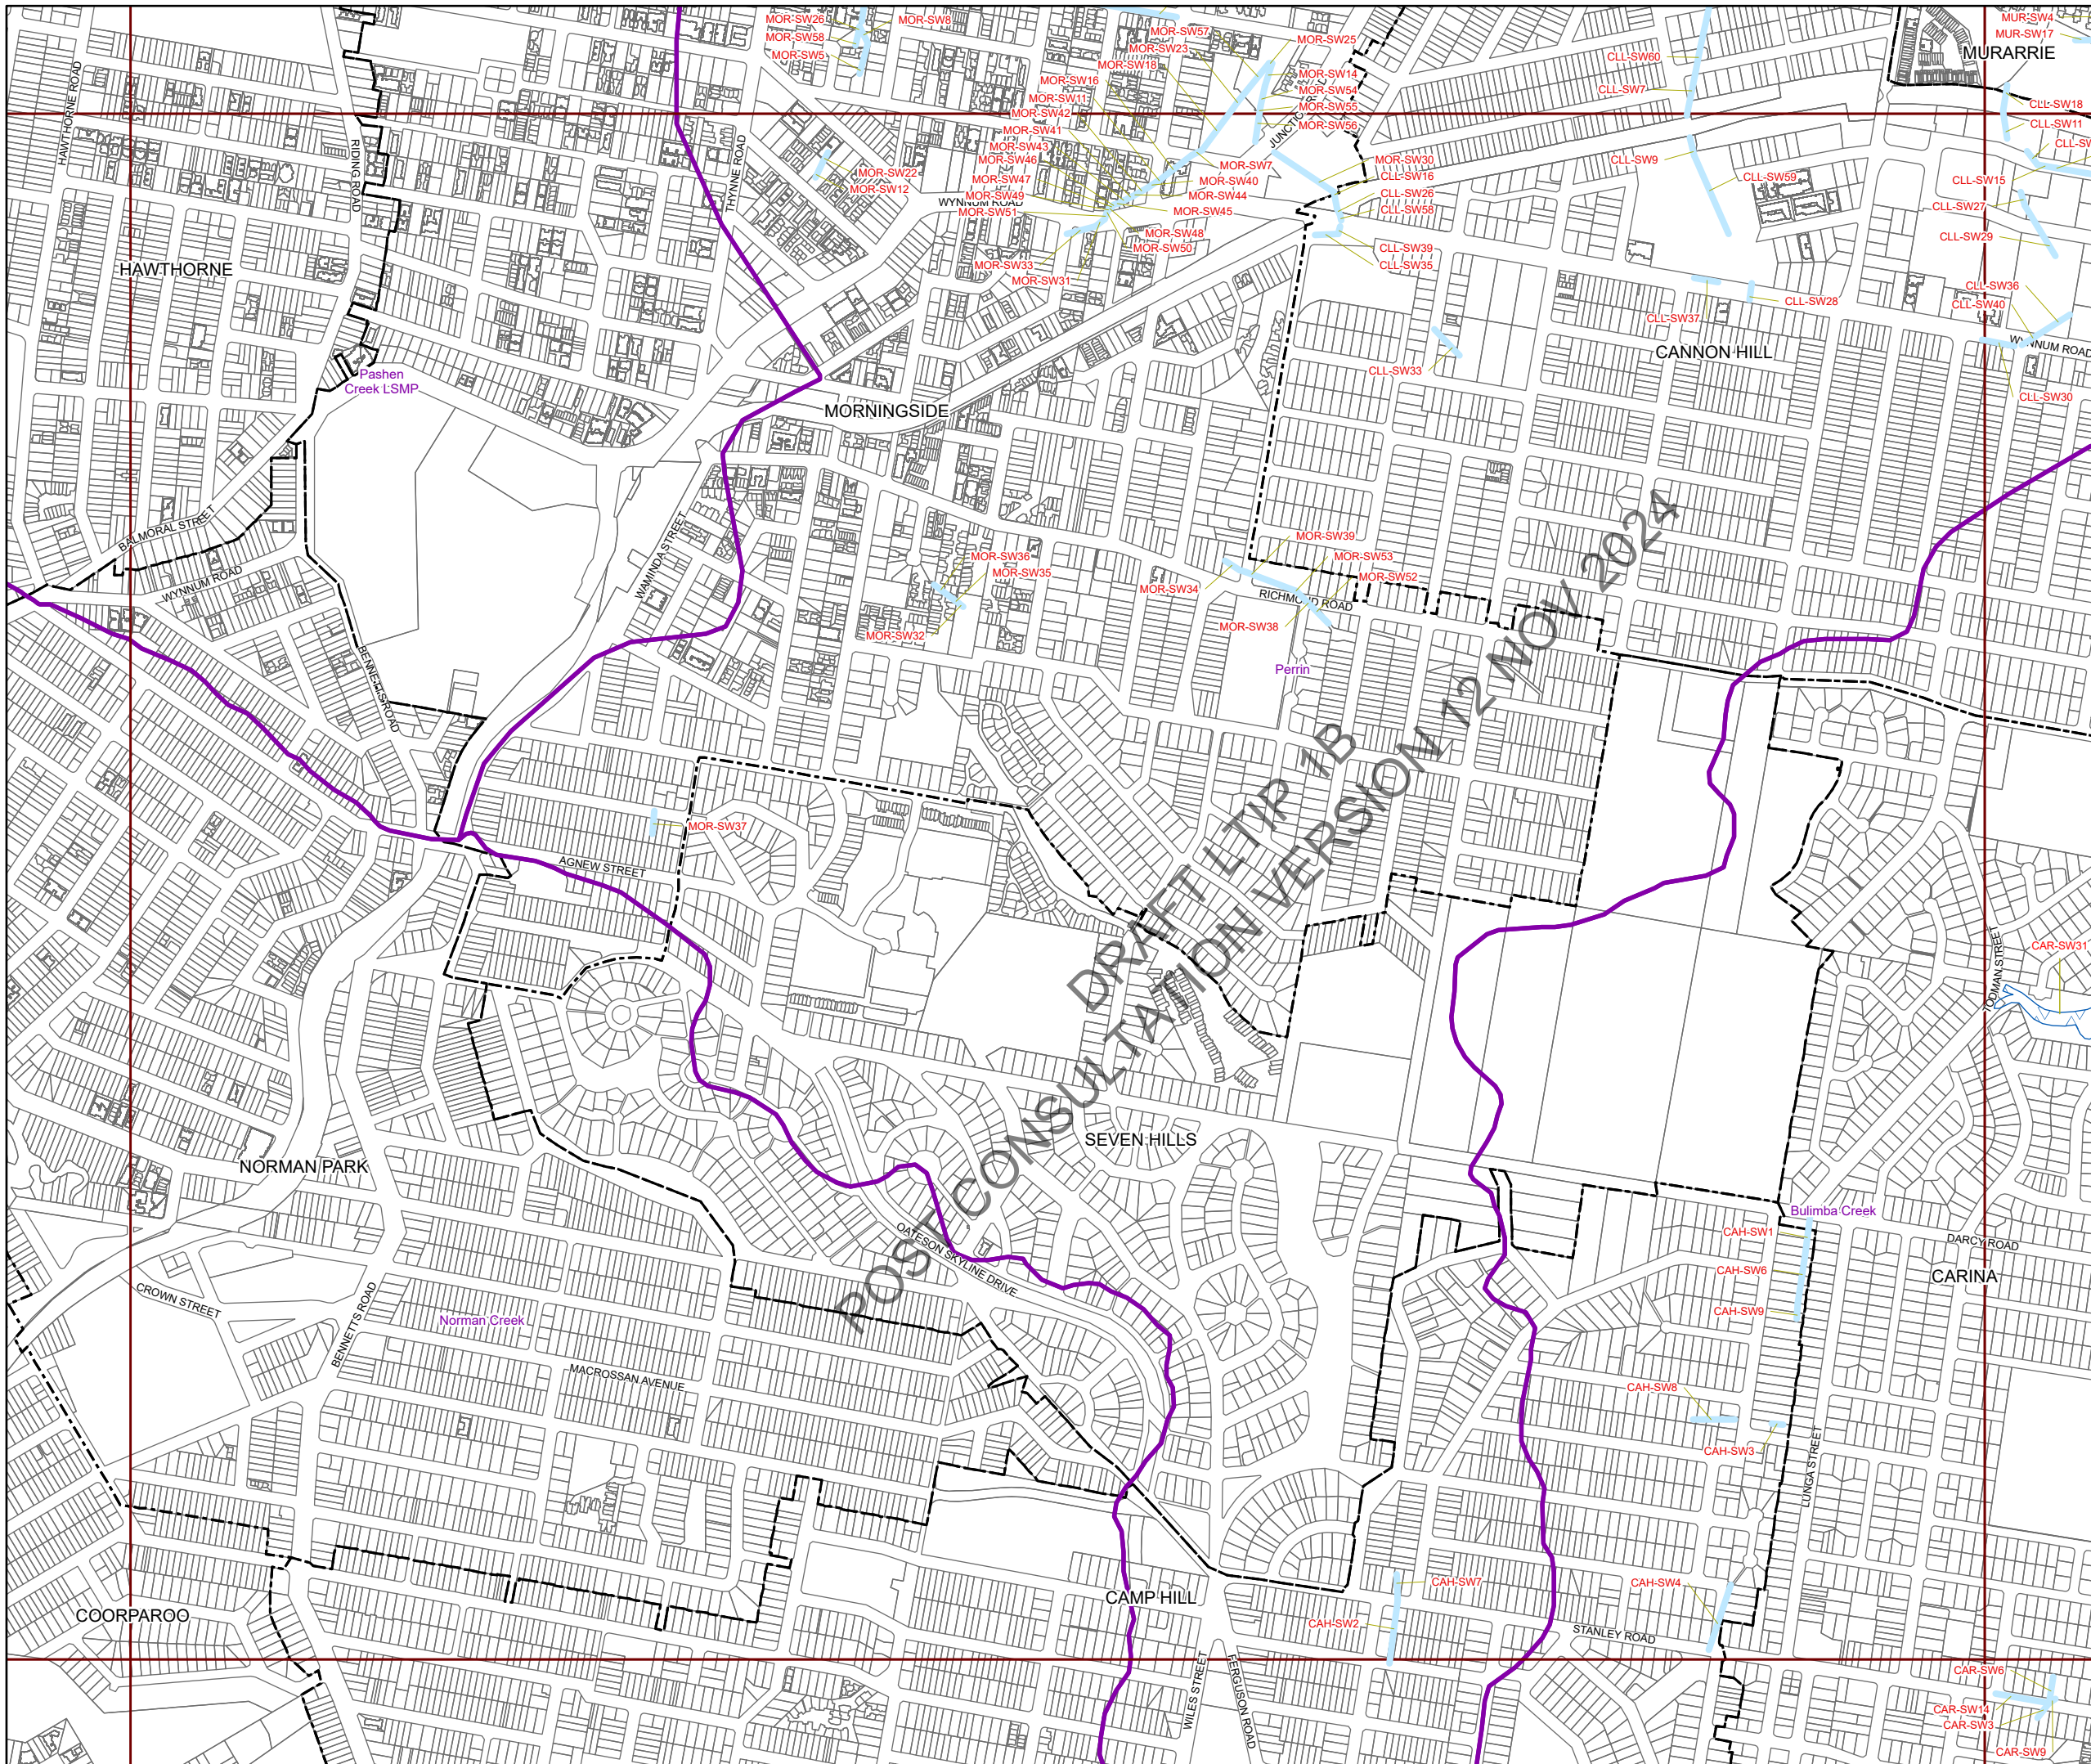 MOR-SW26
MOR-SW8
MOR-SW58
MOR-SW5
MOR-SW57
MOR-SW23
MOR-SW18
MOR-SW16
MOR-SW11
MOR-SW42
MOR-SW41
MOR-SW43
MOR-SW46
MOR-SW47
MOR-SW49
MOR-SW51
MOR-SW25
MOR-SW14
MOR-SW54
MOR-SW55
MOR-SW56
MOR-SW7
MOR-SW40
MOR-SW44
MOR-SW45
MOR-SW48
MOR-SW50
MOR-SW33
MOR-SW31
MOR-SW30
CLL-SW16
CLL-SW26
CLL-SW58
CLL-SW39
CLL-SW35
CLL-SW60
CLL-SW7
CLL-SW9
CLL-SW59
MUR-SW4
MUR-SW17
MURARRIE
CLL-SW18
CLL-SW11
CLL-SW15
CLL-SW27
CLL-SW29
CLL-SW36
CLL-SW40
CLL-SW28
CLL-SW37
CLL-SW33
CLL-SW30
WYNNUM ROAD
CANNON HILL
HAWTHORNE ROAD
RIDING ROAD
THYNNE ROAD
MOR-SW22
MOR-SW12
WYNNUM ROAD
HAWTHORNE
Pashen
Creek LSMP
MORNINGSIDE
BALMORAL STREET
WYNNUM ROAD
WAMINDA STREET
BENNETTS ROAD
MOR-SW36
MOR-SW35
MOR-SW32
MOR-SW39
MOR-SW53
MOR-SW52
MOR-SW34
RICHMOND ROAD
MOR-SW38
Perrin
MOR-SW37
AGNEW STREET
DRAFT LTIP 1B
POST CONSULTATION VERSION 12 NOV 2024
CAR-SW31
SEVEN HILLS
NORMAN PARK
OATESON SKYLINE DRIVE
CROWN STREET
BENNETTS ROAD
Norman Creek
MACROSSAN AVENUE
Bulimba Creek
CAH-SW1
DARCY ROAD
CAH-SW6
CARINA
CAH-SW9
CAH-SW8
CAH-SW3
LUNGA STREET
CAH-SW7
CAH-SW4
CAMP HILL
COORPAROO
CAH-SW2
STANLEY ROAD
WILES STREET
FERGUSON ROAD
CAR-SW6
CAR-SW14
CAR-SW3
CAR-SW9